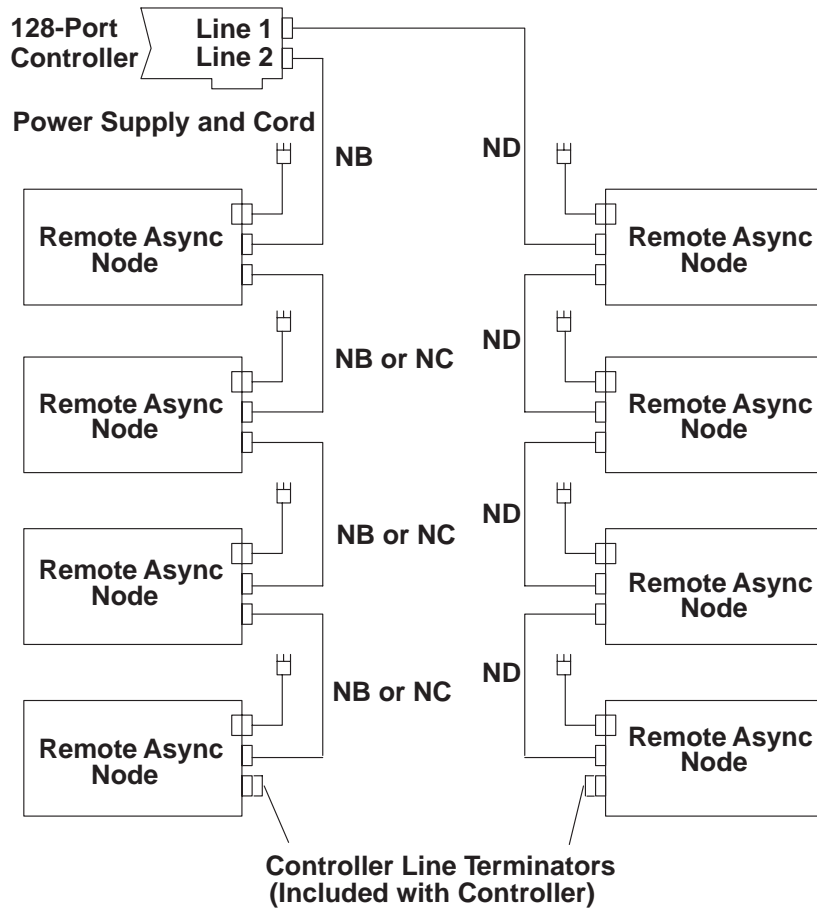 128-Port
Controller
Line 1
Line 2
Power Supply and Cord
NB
ND
Remote Async
Node
Remote Async
Node
NB or NC
ND
Remote Async
Node
Remote Async
Node
NB or NC
ND
Remote Async
Node
Remote Async
Node
NB or NC
ND
Remote Async
Node
Remote Async
Node
Controller Line Terminators
(Included with Controller)